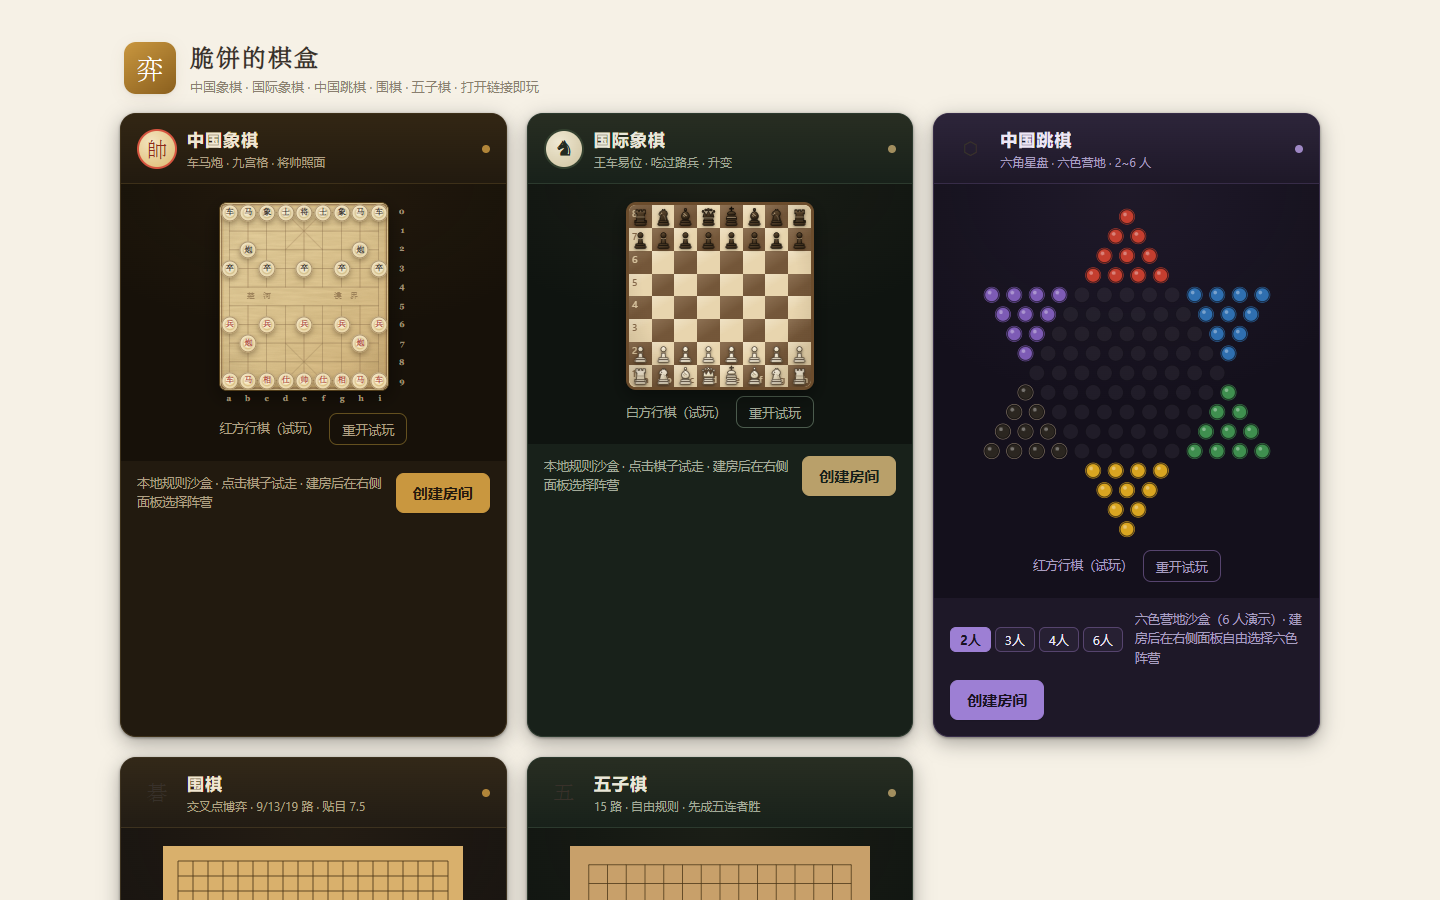 弈
脆饼的棋盒
中国象棋 · 国际象棋 · 中国跳棋 · 围棋 · 五子棋 · 打开链接即玩
帥
中国象棋
车马炮 · 九宫格 · 将帅照面
车 马 象 士 将 士 象 马 车 0
1
炮 炮 2
卒 卒 卒 卒 卒 3
4
楚 河 漢 界
5
兵 兵 兵 兵 兵 6
炮 炮 7
8
车 马 相 仕 帅 仕 相 马 车 9
a b c d e f g h i
红方行棋（试玩） 重开试玩
本地规则沙盒 · 点击棋子试走 · 建房后在右侧
面板选择阵营
创建房间
国际象棋
王车易位 · 吃过路兵 · 升变
7
6
5
4
3
2
白方行棋（试玩） 重开试玩
本地规则沙盒 · 点击棋子试走 · 建房后在右侧
面板选择阵营
创建房间
中国跳棋
六角星盘 · 六色营地 · 2~6 人
红方行棋（试玩） 重开试玩
2人 3人 4人 6人
六色营地沙盒（6 人演示）· 建
房后在右侧面板自由选择六色
阵营
创建房间
碁
围棋
交叉点博弈 · 9/13/19 路 · 贴目 7.5
五
五子棋
15 路 · 自由规则 · 先成五连者胜